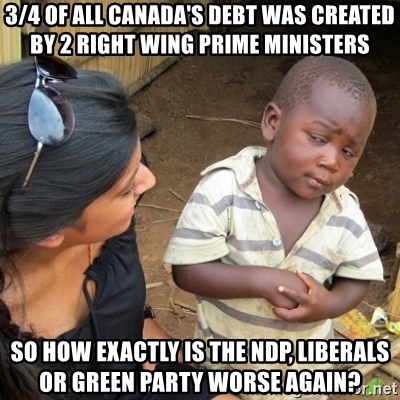 3/4 OF ALL CANADA'S DEBT WAS CREATED
BY 2 RIGHT WING PRIME MINISTERS
SO HOW EXACTLY IS THE NDP, LIBERALS
OR GREEN PARTY WORSE AGAIN?